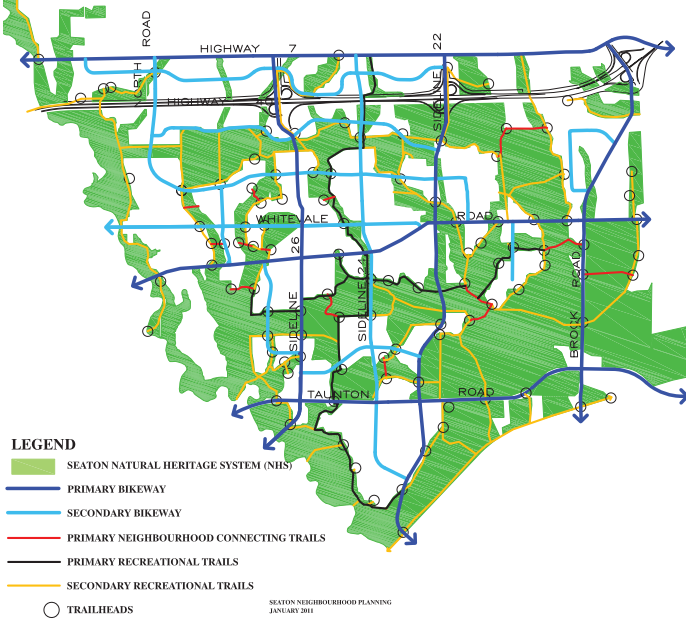 HIGHWAY 7
NORTH ROAD
SIDELINE 22
HIGHWAY
WHITEVALE ROAD
SIDELINE 26
SIDELINE 24
BROCK ROAD
TAUNTON ROAD
LEGEND
SEATON NATURAL HERITAGE SYSTEM (NHS)
PRIMARY BIKEWAY
SECONDARY BIKEWAY
PRIMARY NEIGHBOURHOOD CONNECTING TRAILS
PRIMARY RECREATIONAL TRAILS
SECONDARY RECREATIONAL TRAILS
TRAILHEADS
SEATON NEIGHBOURHOOD PLANNING
JANUARY 2011